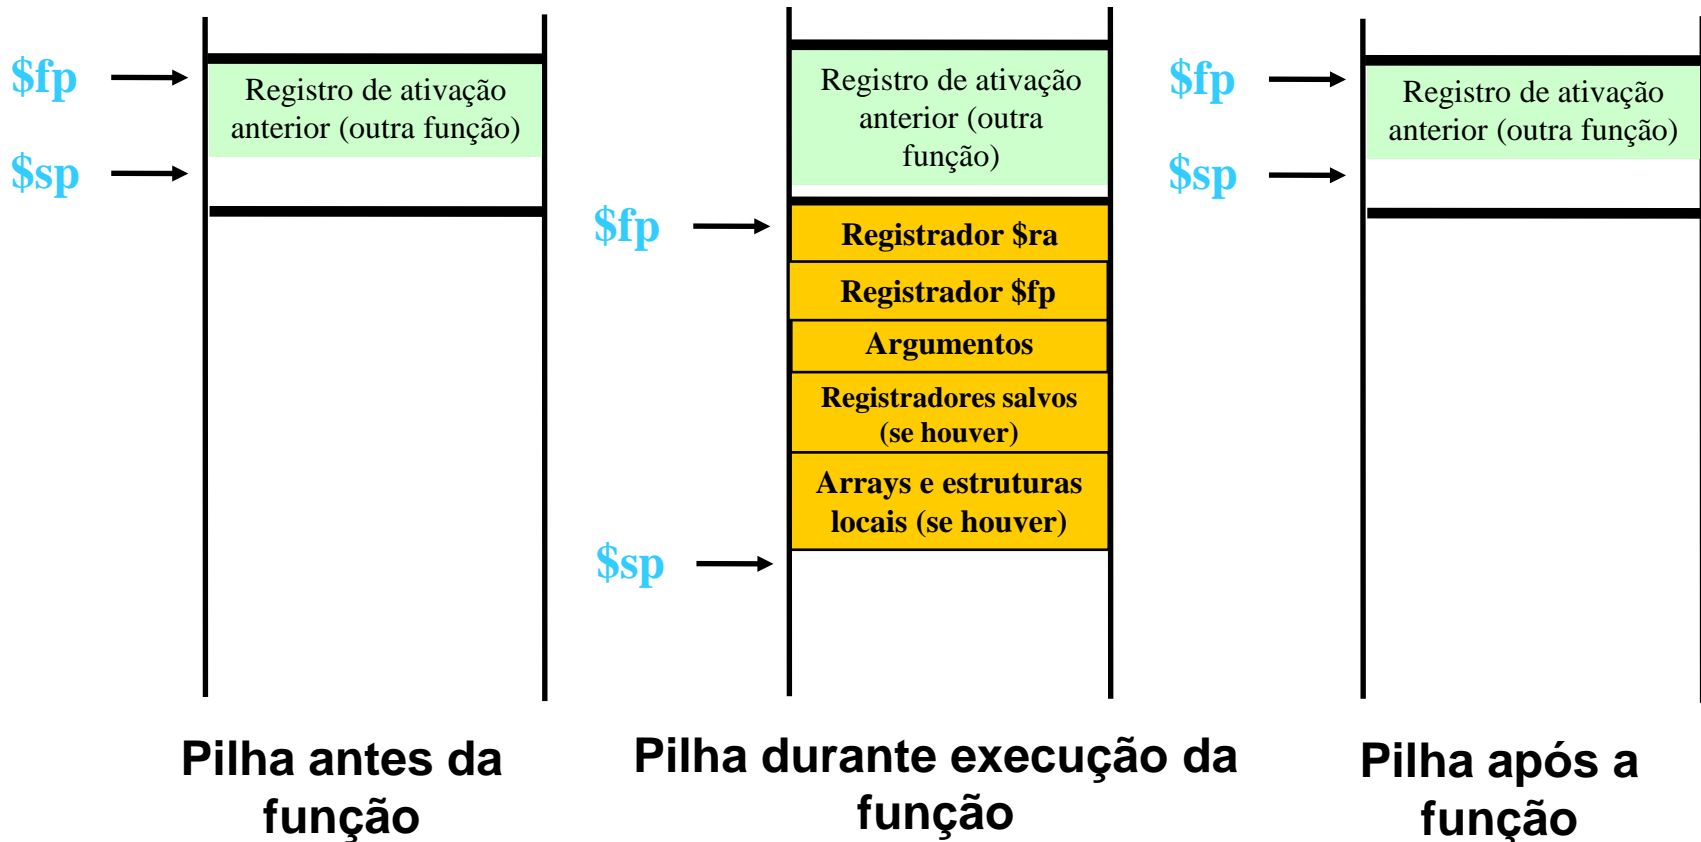 $fp
Registro de ativação
anterior (outra função)
$sp
Pilha antes da
função
Registro de ativação
anterior (outra
função)
$fp
Registrador $ra
Registrador $fp
Argumentos
Registradores salvos
(se houver)
Arrays e estruturas
locais (se houver)
$sp
Pilha durante execução da
função
$fp
Registro de ativação
anterior (outra função)
$sp
Pilha após a
função